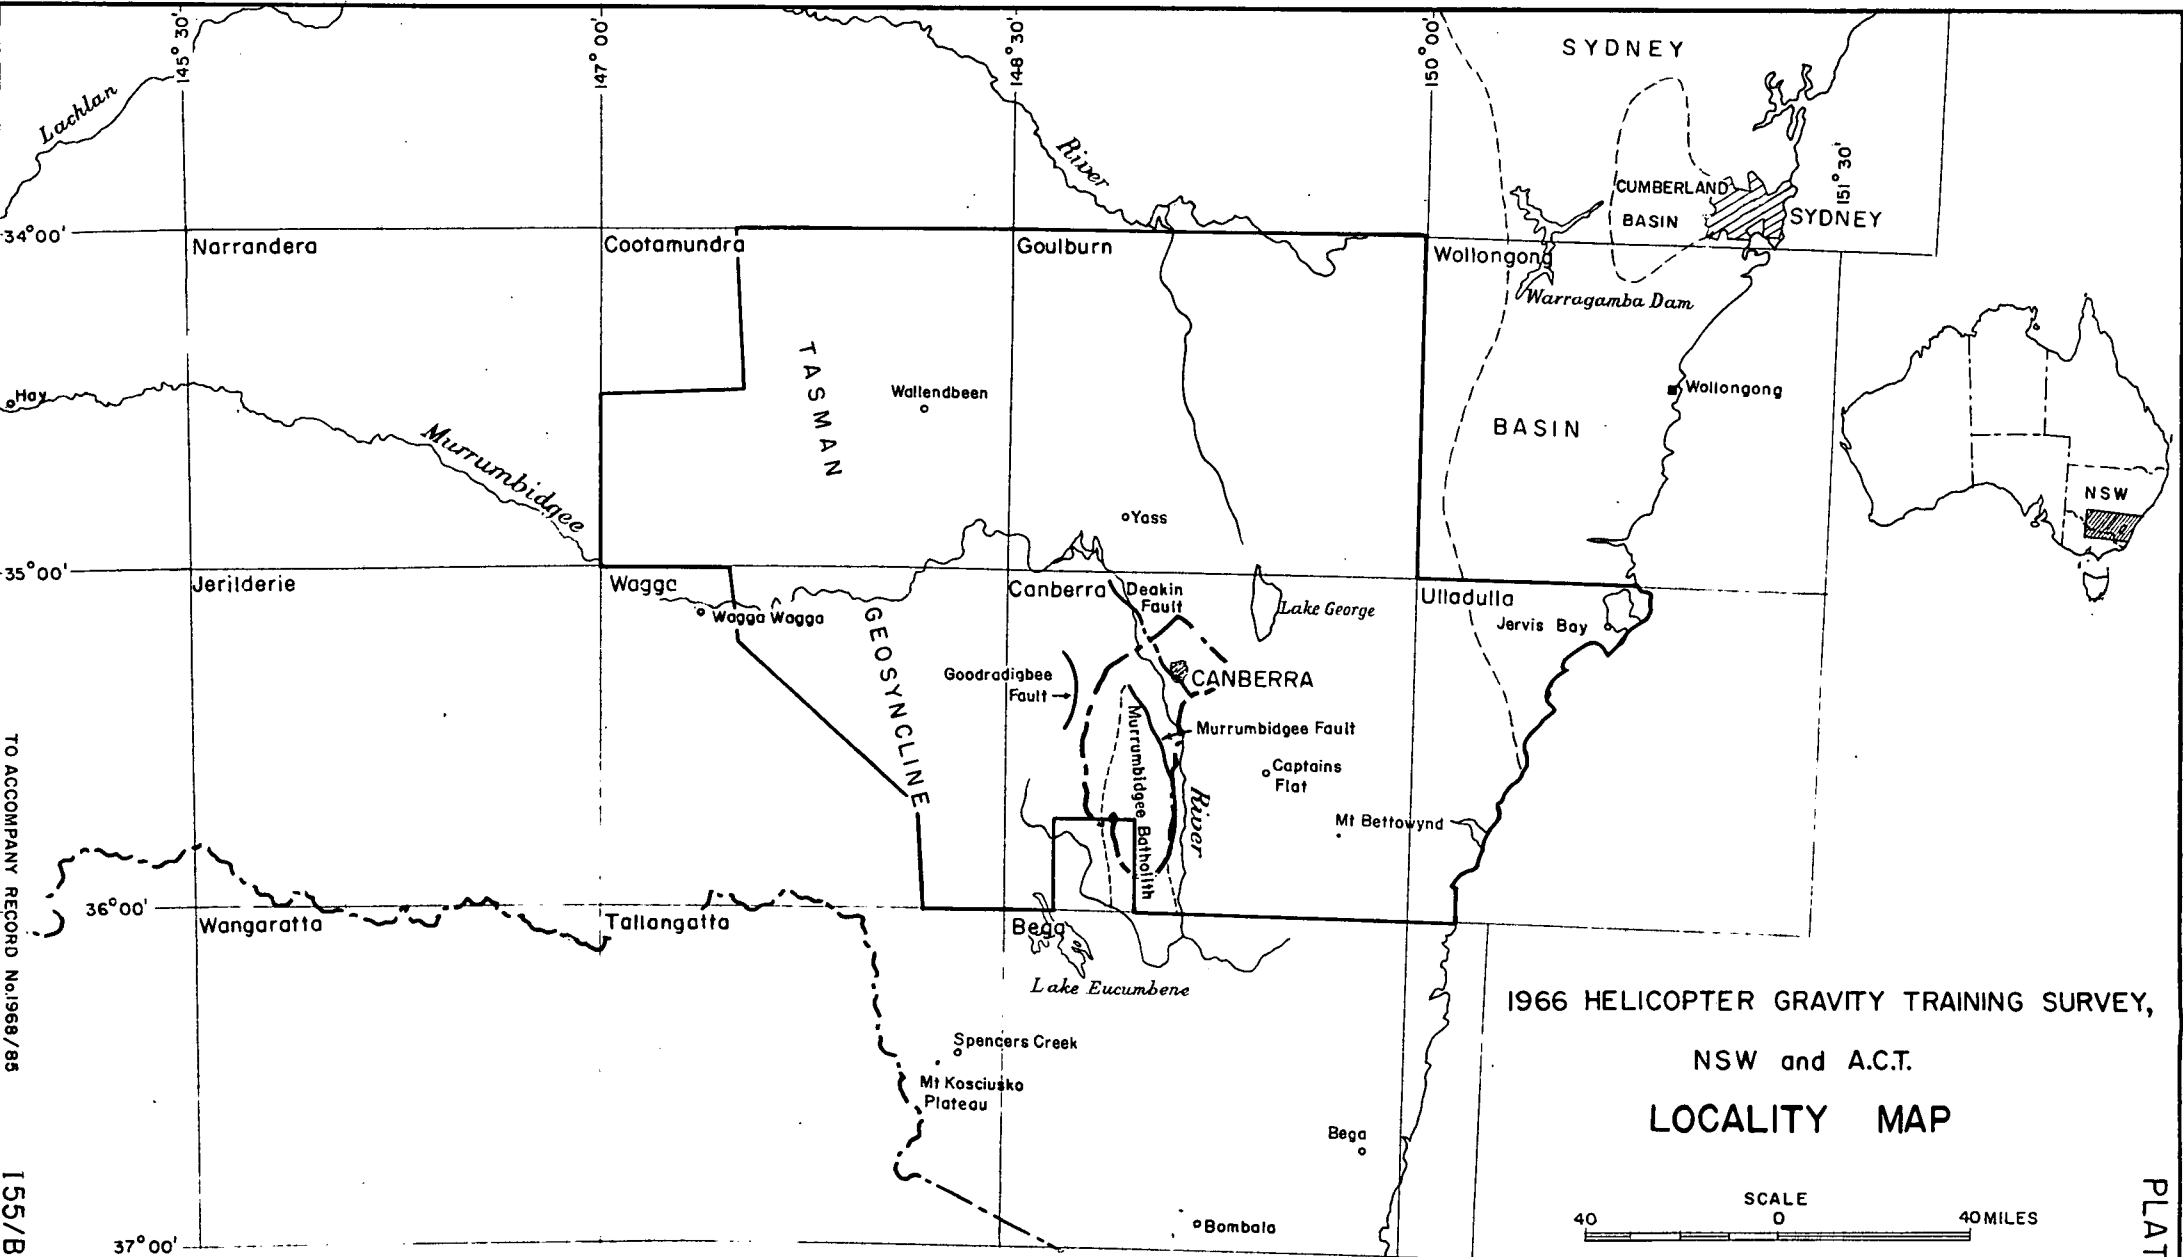 145° 30'
147° 00'
148° 30'
150° 00'
151° 30'
SYDNEY
Lachlan
River
CUMBERLAND
BASIN
SYDNEY
34°00'
Narrandera
Cootamundra
Goulburn
Wollongong
Warragamba Dam
TASMAN
Hay
Wallendbeen
Wollongong
BASIN
Murrumbidgee
NSW
Yass
35°00'
Jerilderie
Wagga
Canberra
Deakin
Fault
Lake George
Ulladulla
Wagga Wagga
Jervis Bay
GEOSYNCLINE
Goodradigbee
Fault
CANBERRA
Murrumbidgee Fault
Murrumbidgee Batholith
Captains
Flat
River
Mt Bettowynd
36°00'
Wangaratta
Tallangatta
Bega
Lake Eucumbene
Spencers Creek
Mt Kosciusko
Plateau
Bega
Bombala
37°00'
1966 HELICOPTER GRAVITY TRAINING SURVEY,
NSW and A.C.T.
LOCALITY MAP
SCALE
40 0 40 MILES
TO ACCOMPANY RECORD No.1968/85
I55/B
PLAT